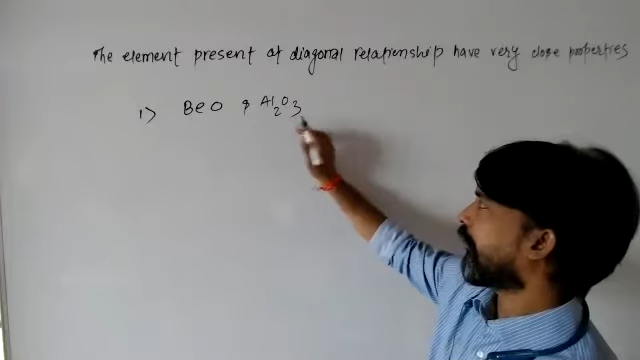 The element present at diagonal relationship have very close properties
1) BeO & Al2O3